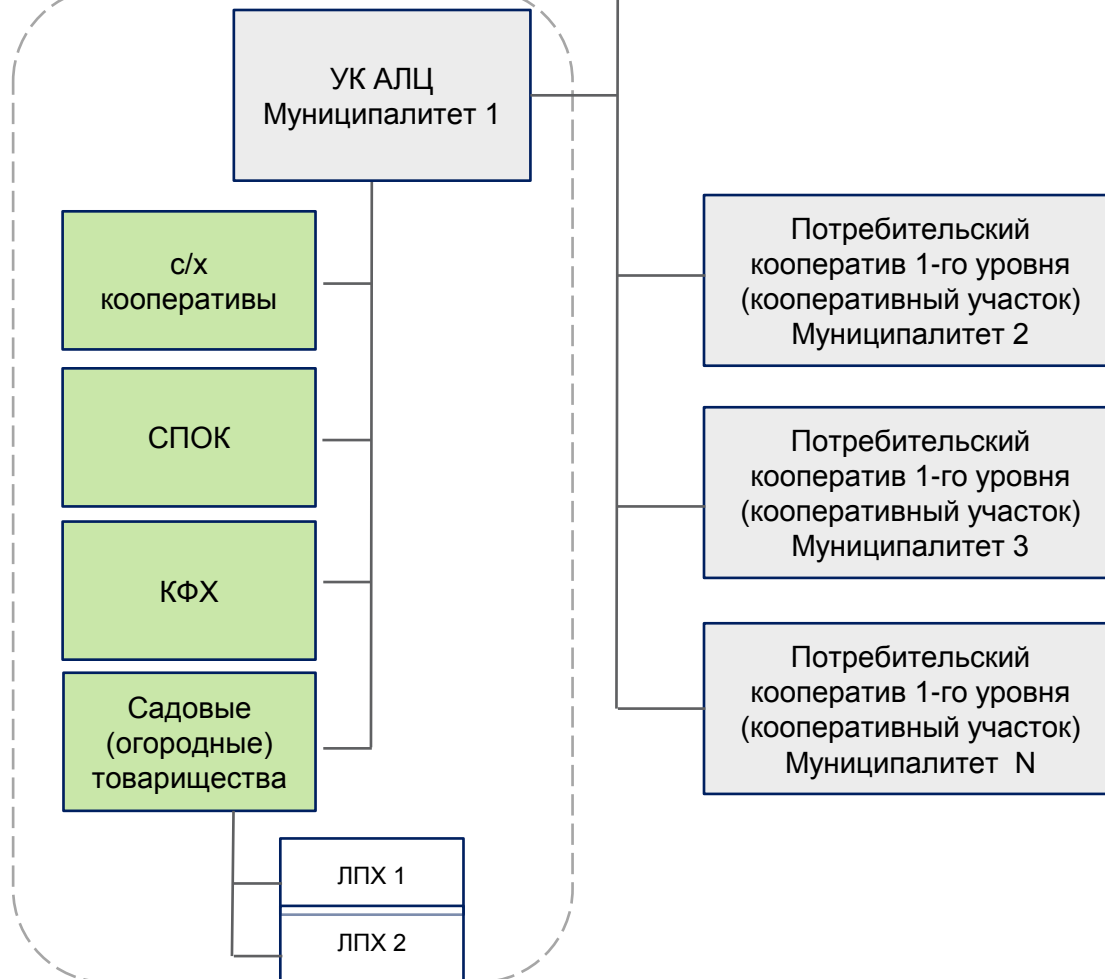 УК АЛЦ
Муниципалитет 1
с/х
кооперативы
СПОК
КФХ
Садовые
(огородные)
товарищества
ЛПХ 1
ЛПХ 2
Потребительский
кооператив 1-го уровня
(кооперативный участок)
Муниципалитет 2
Потребительский
кооператив 1-го уровня
(кооперативный участок)
Муниципалитет 3
Потребительский
кооператив 1-го уровня
(кооперативный участок)
Муниципалитет N